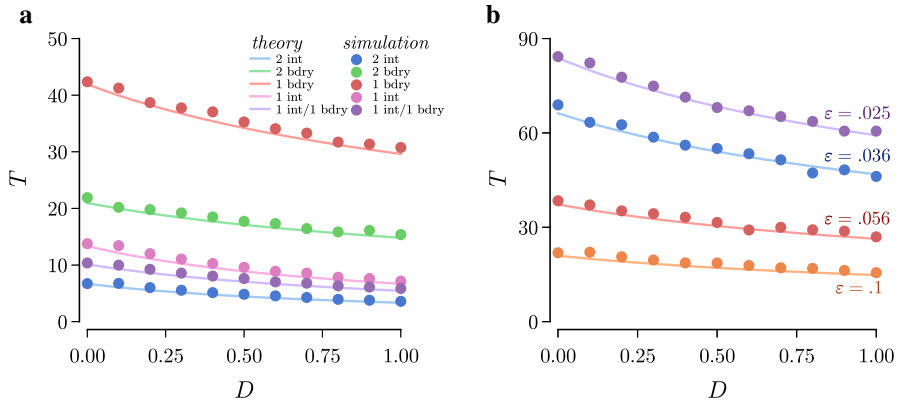 a
50
40
30
20
10
0
T
0.00
0.25
0.50
0.75
1.00
D
theory
simulation
2 int
2 bdry
1 bdry
1 int
1 int/1 bdry
2 int
2 bdry
1 bdry
1 int
1 int/1 bdry
b
90
60
30
0
T
0.00
0.25
0.50
0.75
1.00
D
ε = .025
ε = .036
ε = .056
ε = .1